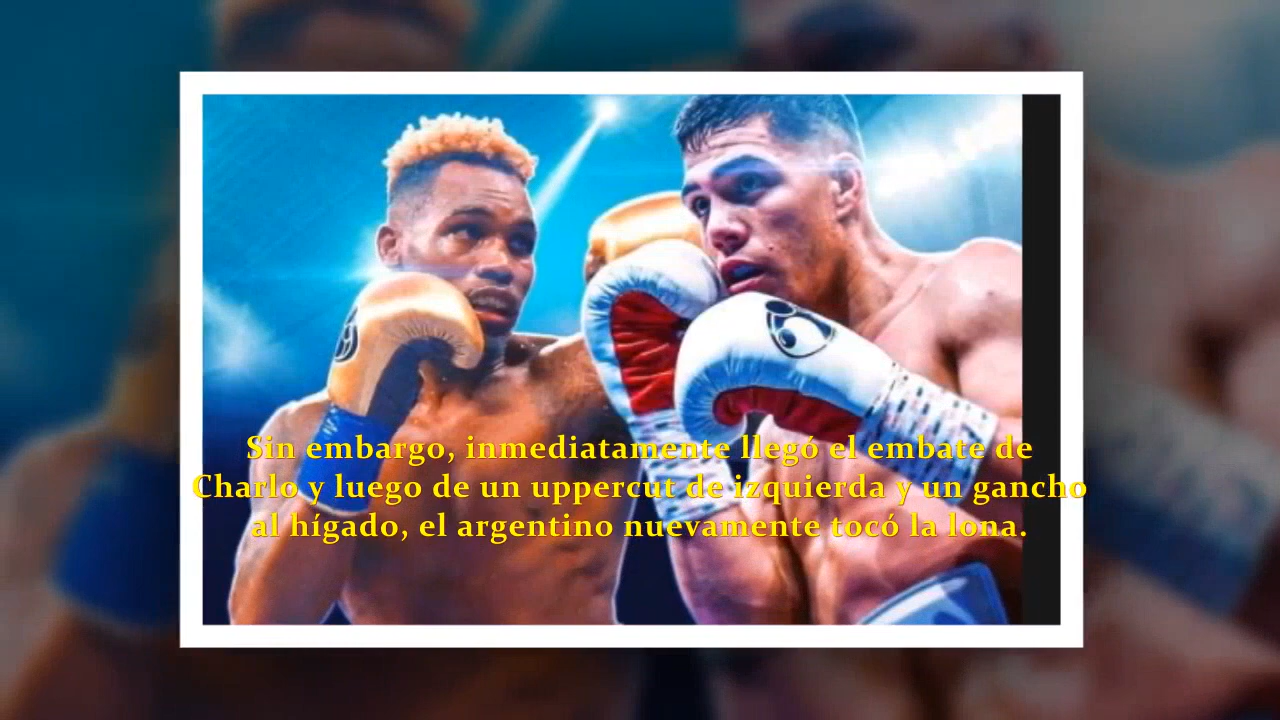 Sin embargo, inmediatamente llegó el embate de
Charlo y luego de un uppercut de izquierda y un gancho
al hígado, el argentino nuevamente tocó la lona.